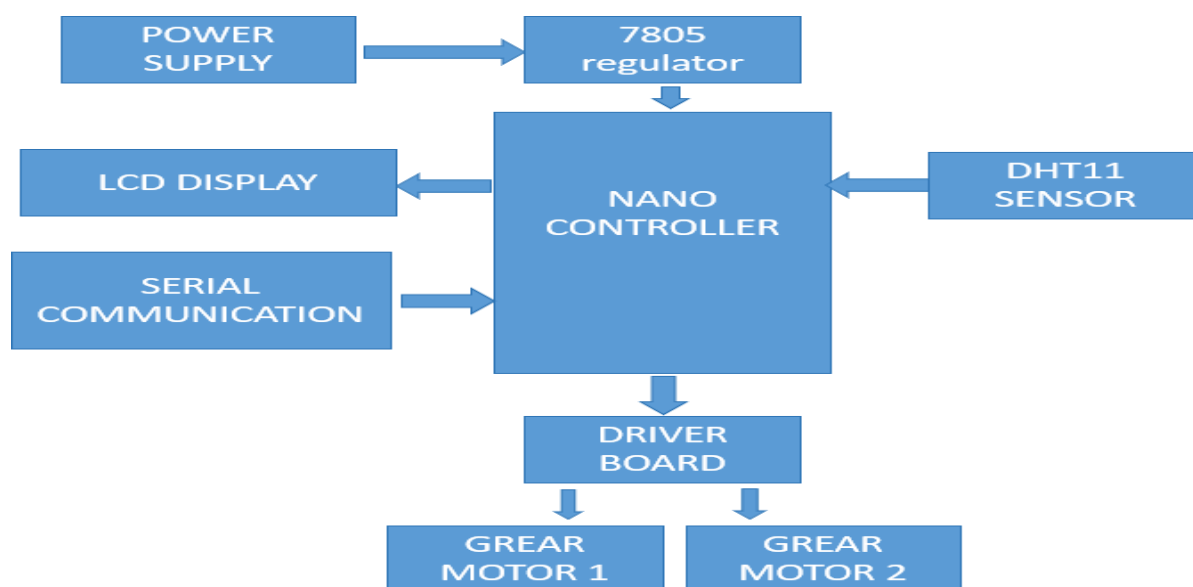 POWER
SUPPLY
7805
regulator
LCD DISPLAY
NANO
CONTROLLER
DHT11
SENSOR
SERIAL
COMMUNICATION
DRIVER
BOARD
GREAR
MOTOR 1
GREAR
MOTOR 2